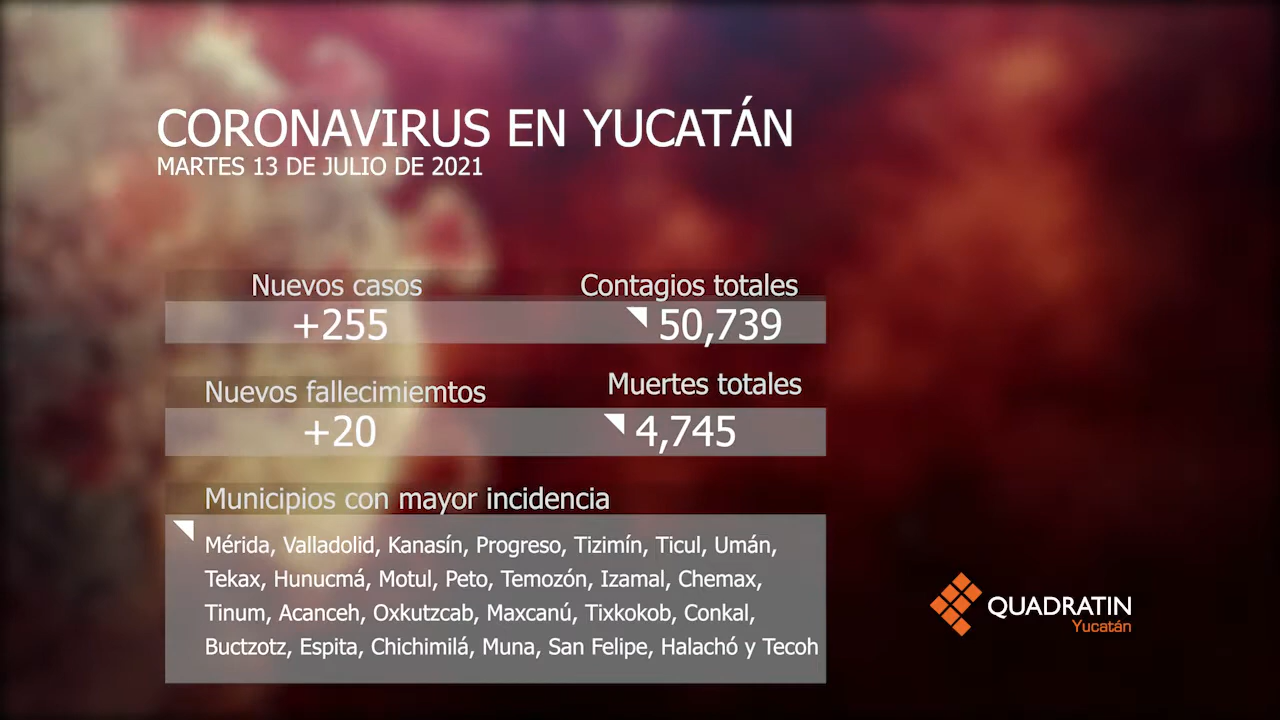 CORONAVIRUS EN YUCATÁN
MARTES 13 DE JULIO DE 2021
Nuevos casos
Contagios totales
+255
50,739
Nuevos fallecimiemtos
Muertes totales
+20
4,745
Municipios con mayor incidencia
Mérida, Valladolid, Kanasín, Progreso, Tizimín, Ticul, Umán,
Tekax, Hunucmá, Motul, Peto, Temozón, Izamal, Chemax,
Tinum, Acanceh, Oxkutzcab, Maxcanú, Tixkokob, Conkal,
Buctzotz, Espita, Chichimilá, Muna, San Felipe, Halachó y Tecoh
QUADRATIN
Yucatán